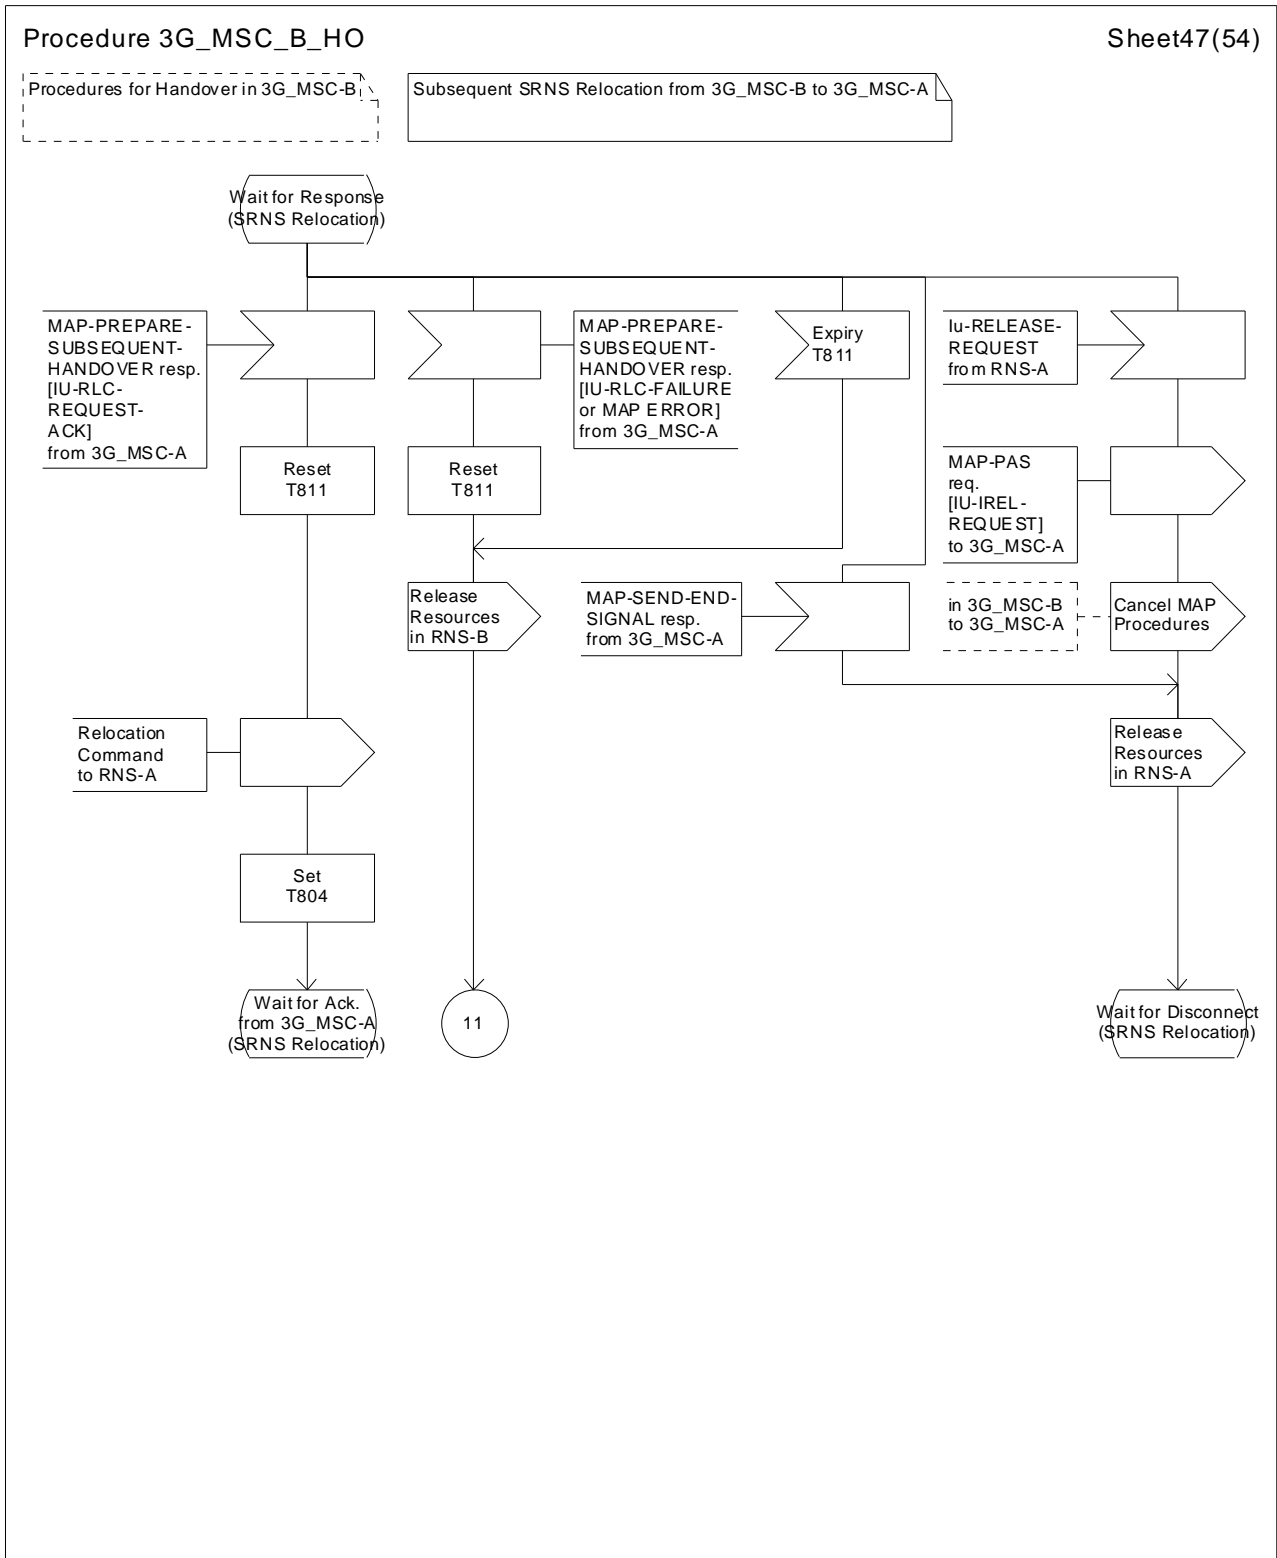 Procedure 3G_MSC_B_HO
Sheet47(54)
Procedures for Handover in 3G_MSC-B
Subsequent SRNS Relocation from 3G_MSC-B to 3G_MSC-A
Wait for Response
(SRNS Relocation)
MAP-PREPARE-
SUBSEQUENT-
HANDOVER resp.
[IU-RLC-
REQUEST-
ACK]
from 3G_MSC-A
MAP-PREPARE-
SUBSEQUENT-
HANDOVER resp.
[IU-RLC-FAILURE
or MAP ERROR]
from 3G_MSC-A
Expiry
T811
Iu-RELEASE-
REQUEST
from RNS-A
Reset
T811
Reset
T811
MAP-PAS
req.
[IU-IREL-
REQUEST]
to 3G_MSC-A
Release
Resources
in RNS-B
MAP-SEND-END-
SIGNAL resp.
from 3G_MSC-A
in 3G_MSC-B
to 3G_MSC-A
Cancel MAP
Procedures
Relocation
Command
to RNS-A
Release
Resources
in RNS-A
Set
T804
Wait for Ack.
from 3G_MSC-A
(SRNS Relocation)
11
Wait for Disconnect
(SRNS Relocation)